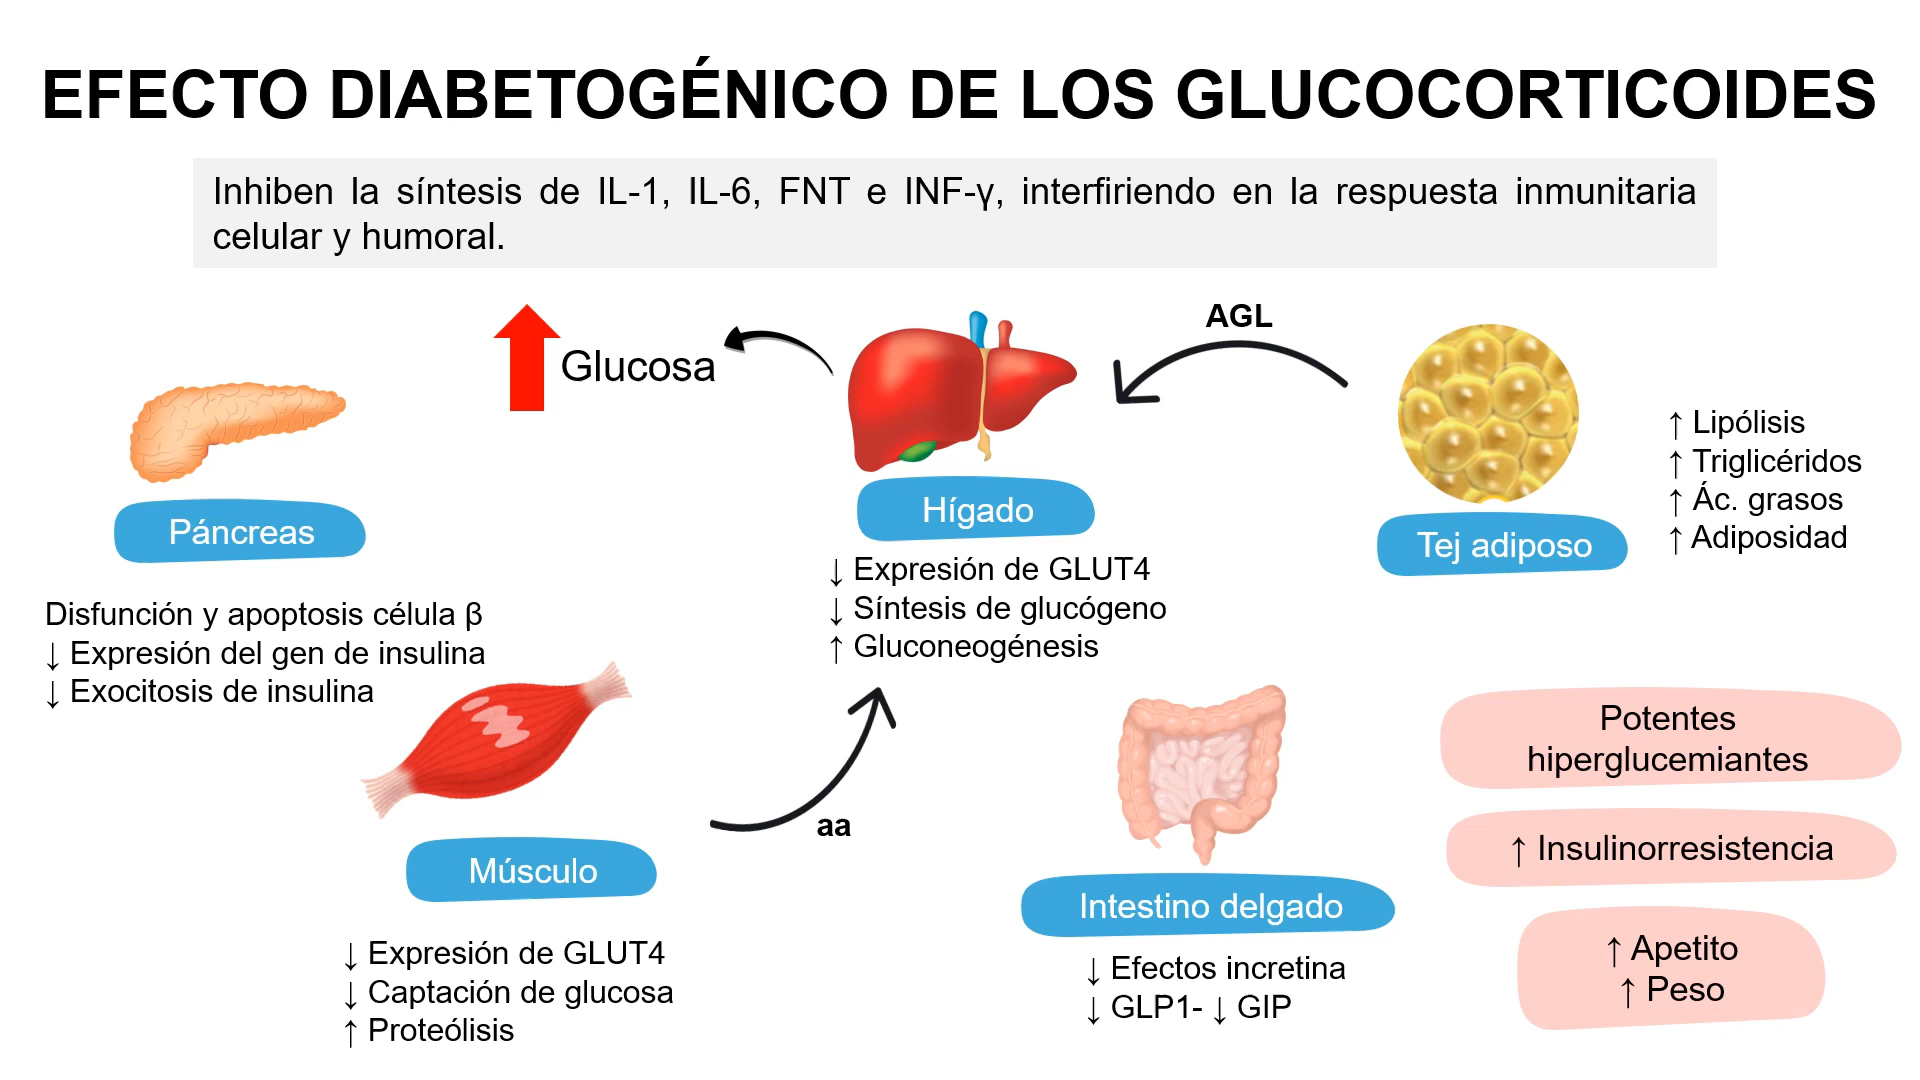 EFECTO DIABETOGÉNICO DE LOS GLUCOCORTICOIDES
Inhiben la síntesis de IL-1, IL-6, FNT e INF-γ, interfiriendo en la respuesta inmunitaria
celular y humoral.
Glucosa
AGL
Páncreas
Disfunción y apoptosis célula β
↓ Expresión del gen de insulina
↓ Exocitosis de insulina
Hígado
↓ Expresión de GLUT4
↓ Síntesis de glucógeno
↑ Gluconeogénesis
Tej adiposo
↑ Lipólisis
↑ Triglicéridos
↑ Ác. grasos
↑ Adiposidad
aa
Músculo
↓ Expresión de GLUT4
↓ Captación de glucosa
↑ Proteólisis
Intestino delgado
↓ Efectos incretina
↓ GLP1- ↓ GIP
Potentes
hiperglucemiantes
↑ Insulinorresistencia
↑ Apetito
↑ Peso